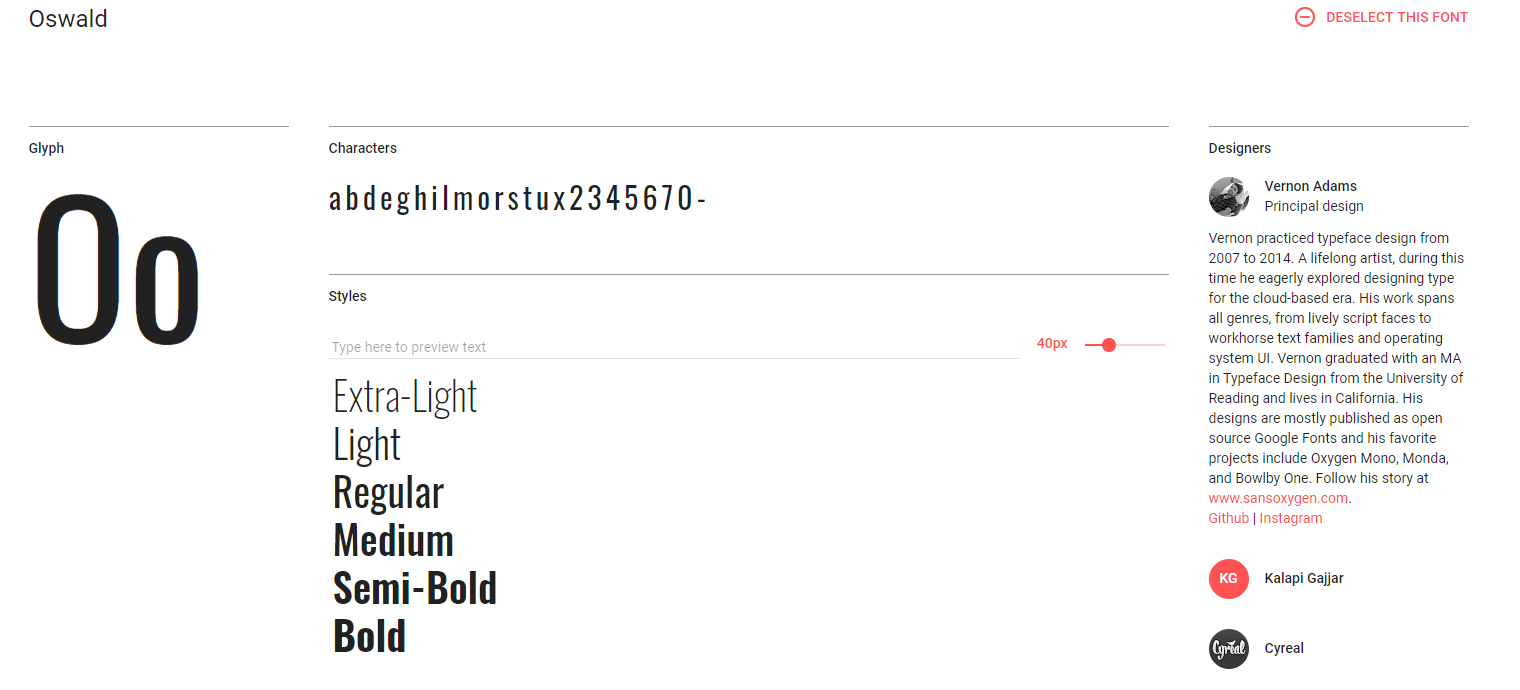 Oswald
DESELECT THIS FONT
Glyph
Oo
Characters
abdeghilmorstux2345670-
Styles
Type here to preview text
40px
Extra-Light
Light
Regular
Medium
Semi-Bold
Bold
Designers
Vernon Adams
Principal design
Vernon practiced typeface design from
2007 to 2014. A lifelong artist, during this
time he eagerly explored designing type
for the cloud-based era. His work spans
all genres, from lively script faces to
workhorse text families and operating
system UI. Vernon graduated with an MA
in Typeface Design from the University of
Reading and lives in California. His
designs are mostly published as open
source Google Fonts and his favorite
projects include Oxygen Mono, Monda,
and Bowlby One. Follow his story at
www.sansoxygen.com.
Github | Instagram
KG
Kalapi Gajjar
Cyreal
Cyreal